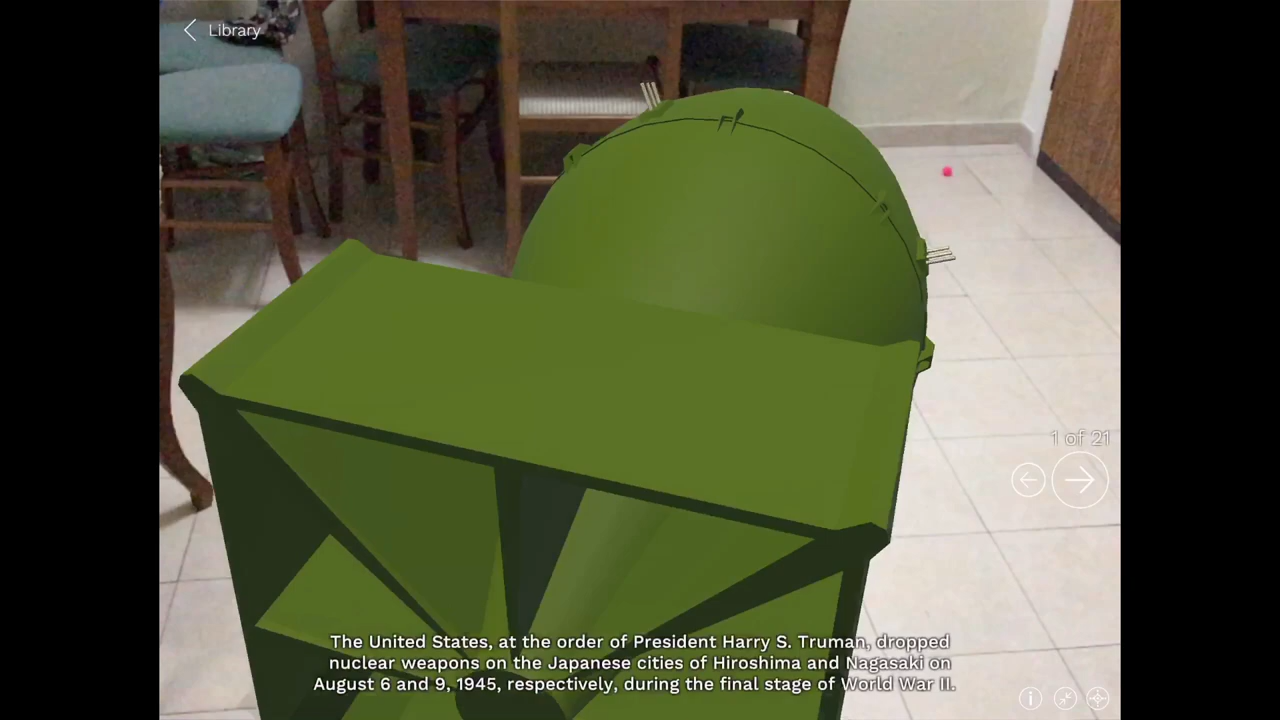 Library
1 of 21
The United States, at the order of President Harry S. Truman, dropped
nuclear weapons on the Japanese cities of Hiroshima and Nagasaki on
August 6 and 9, 1945, respectively, during the final stage of World War II.